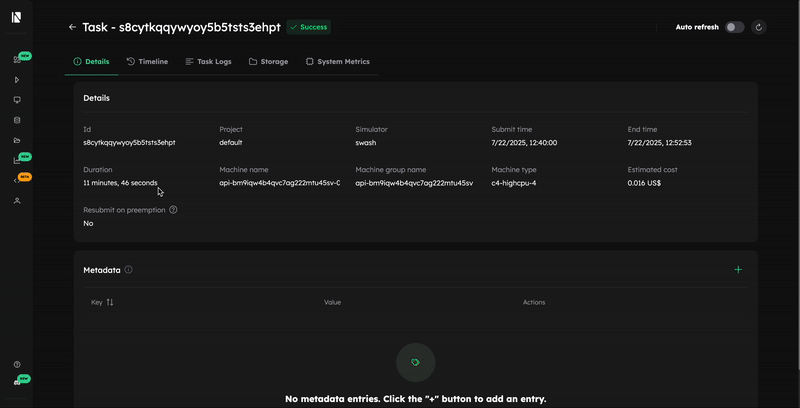 Task - s8cytkqqywyoy5b5tsts3ehpt
Success
Auto refresh
Details
Timeline
Task Logs
Storage
System Metrics
NEW
NEW
BETA
NEW
Details
Id
Project
Simulator
Submit time
End time
s8cytkqqywyoy5b5tsts3ehpt
default
swash
7/22/2025, 12:40:00
7/22/2025, 12:52:53
Duration
Machine name
Machine group name
Machine type
Estimated cost
11 minutes, 46 seconds
api-bm9iqw4b4qvc7ag222mtu45sv-0
api-bm9iqw4b4qvc7ag222mtu45sv
c4-highcpu-4
0.016 US$
Resubmit on preemption
No
Metadata
Key
Value
Actions
No metadata entries. Click the "+" button to add an entry.